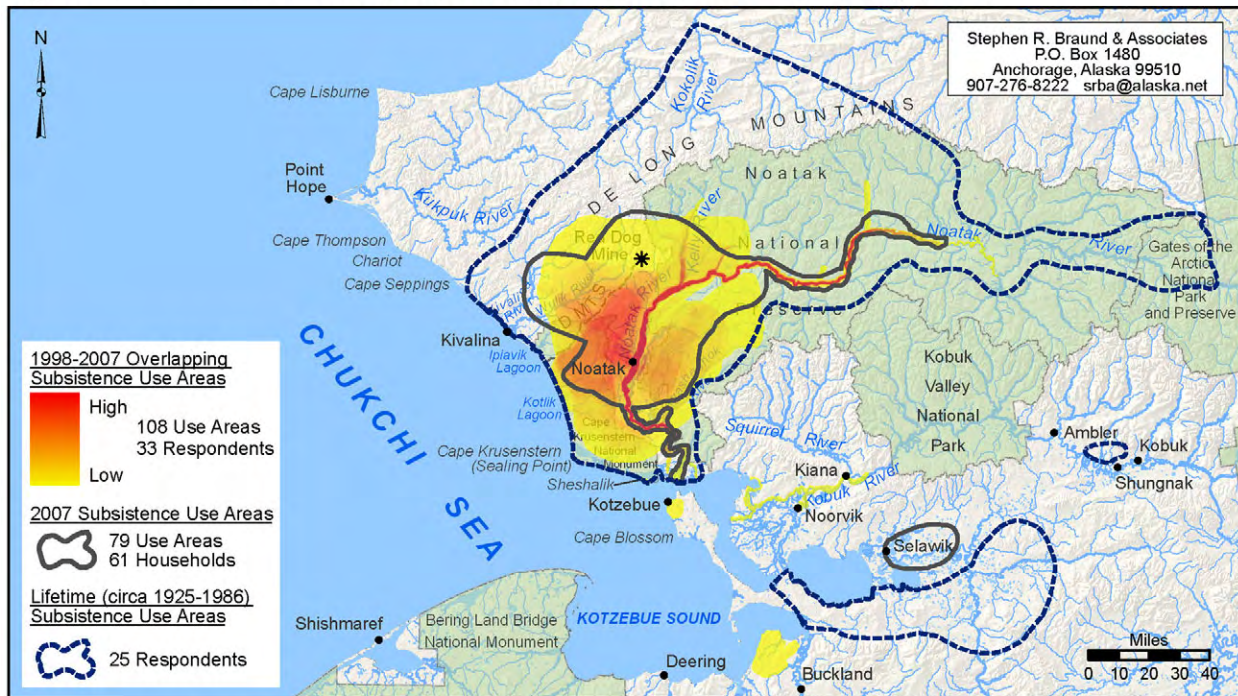 N
Stephen R. Braund & Associates
P.O. Box 1480
Anchorage, Alaska 99510
907-276-8222 srba@alaska.net
Cape Lisburne
Kokolik
River
DE LONG MOUNTAINS
Point
Hope
Kukpuk River
Noatak
National
Reserve
Noatak
River
Kelly River
Red Dog
Mine
Cape Thompson
Chariot
Cape Seppings
Gates of the
Arctic
National
Park
and Preserve
DMTS
Noatak River
Kivalina
Ipiavik
Lagoon
Noatak
Kotlik
Lagoon
Kobuk
Valley
National
Park
CHUKCHI SEA
Cape
Krusenstern
National
Monument
Cape Krusenstern
(Sealing Point)
Sheshalik
Squirrel River
Ambler
Kobuk
Shungnak
Kiana
Kobuk River
Noorvik
Kotzebue
Cape Blossom
Selawik
KOTZEBUE SOUND
Bering Land Bridge
National Monument
Shishmaref
Deering
Buckland
1998-2007 Overlapping
Subsistence Use Areas
High
108 Use Areas
33 Respondents
Low
2007 Subsistence Use Areas
79 Use Areas
61 Households
Lifetime (circa 1925-1986)
Subsistence Use Areas
25 Respondents
Miles
0 10 20 30 40